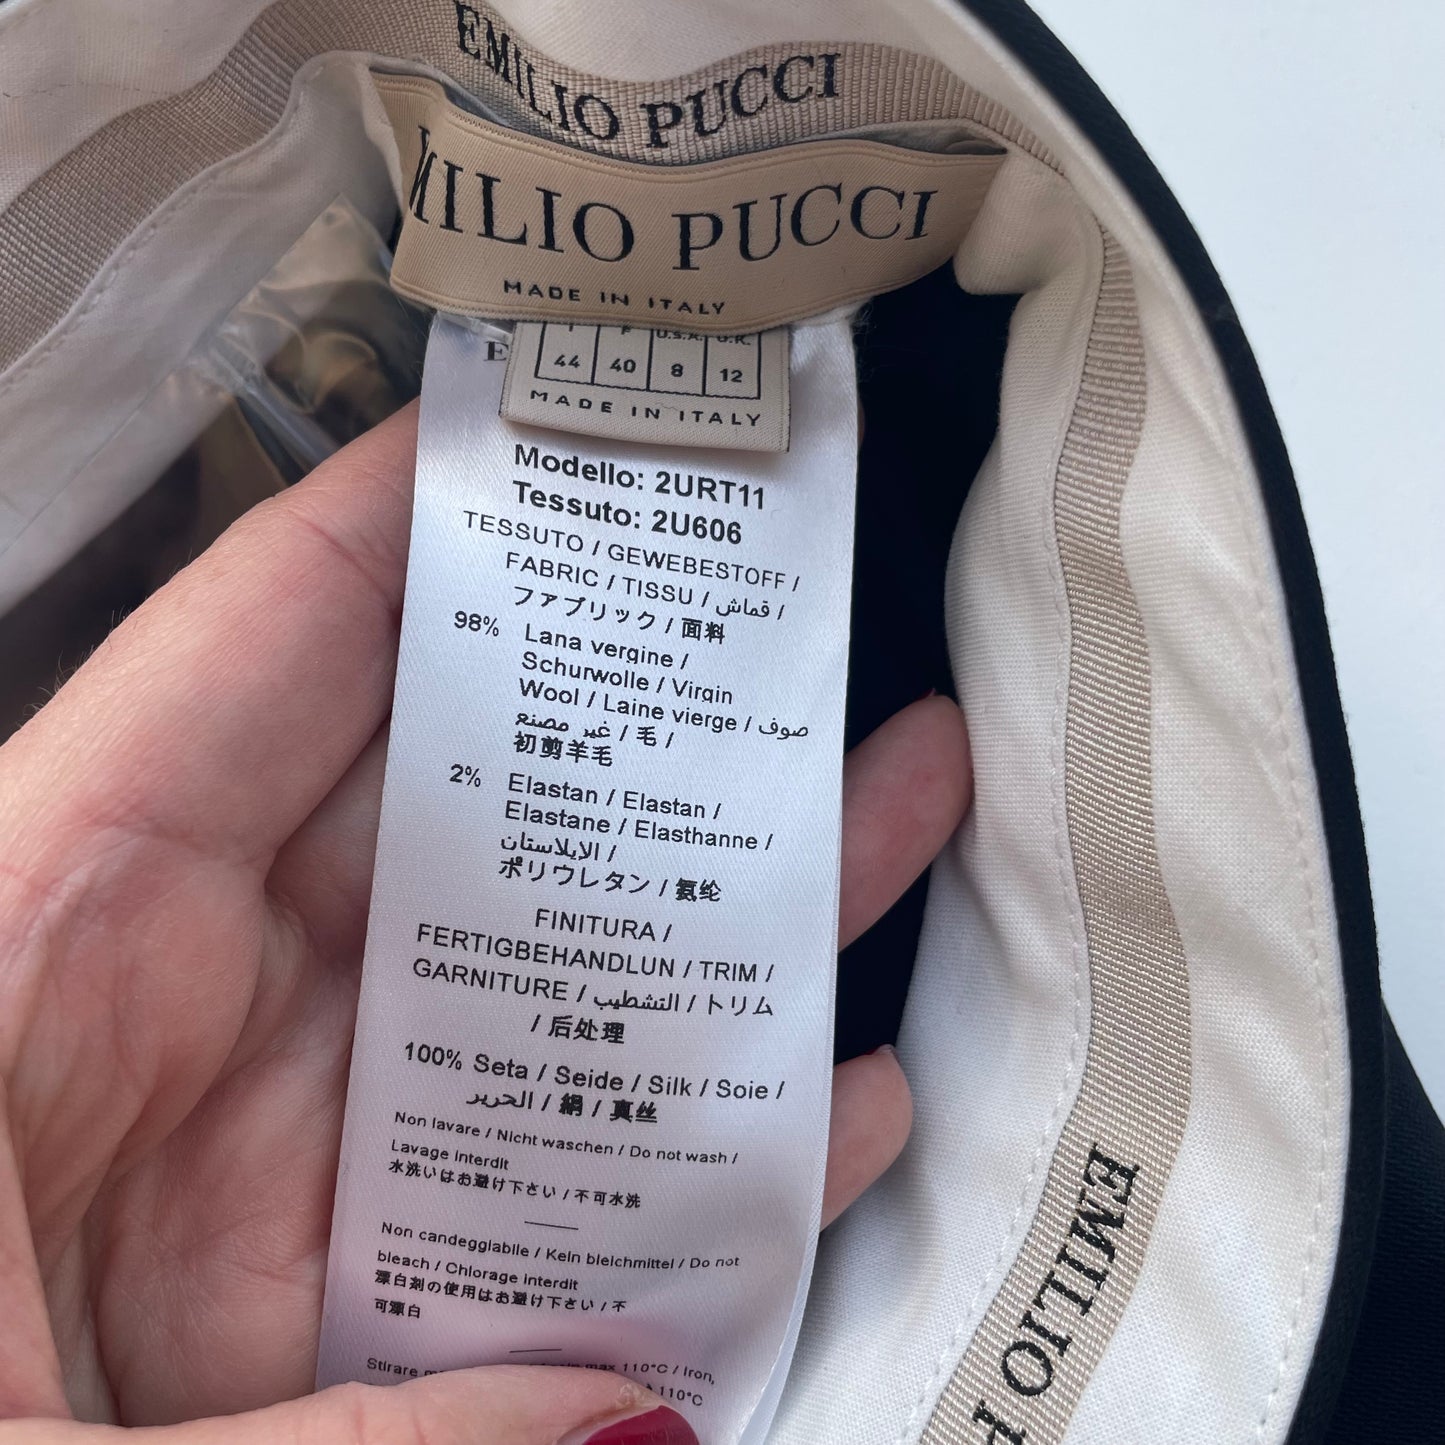 EMILIO PUCCI
MILIO PUCCI
MADE IN ITALY
I F U.S.A. U.K.
44 40 8 12
MADE IN ITALY
Modello: 2URT11
Tessuto: 2U606
TESSUTO / GEWEBESTOFF /
FABRIC / TISSU / قماش /
ファブリック / 面料
98% Lana vergine /
Schurwolle / Virgin
Wool / Laine vierge / صوف
غير مصنع / 毛 /
初剪羊毛
2% Elastan / Elastan /
Elastane / Elasthanne /
الإيلاستان /
ポリウレタン / 氨纶
FINITURA /
FERTIGBEHANDLUN / TRIM /
GARNITURE / التشطيب / トリム
/ 后处理
100% Seta / Seide / Silk / Soie /
الحرير / 絹 / 真丝
Non lavare / Nicht waschen / Do not wash /
Lavage interdit
水洗いはお避け下さい / 不可水洗
Non candeggiabile / Kein bleichmittel / Do not
bleach / Chlorage interdit
漂白剤の使用はお避け下さい / 不
可漂白
Stirare max 110°C / Iron,
110°C
EMILIO P